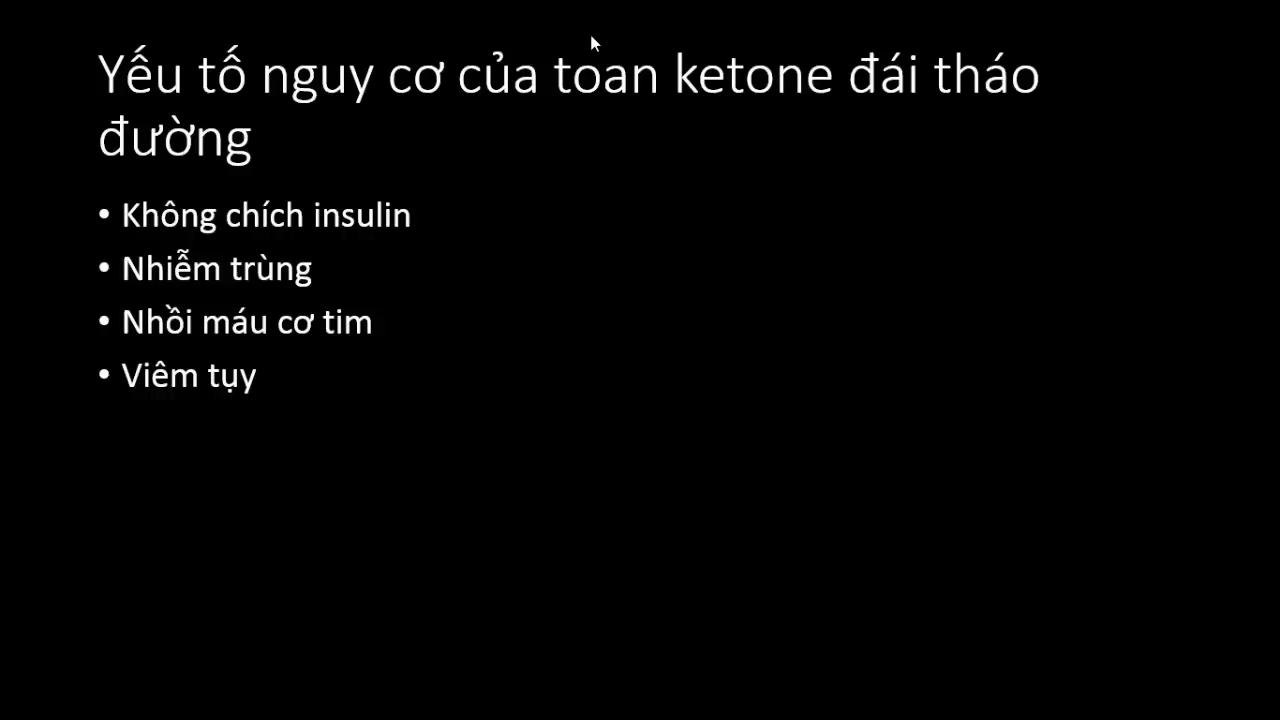 Yếu tố nguy cơ của toan ketone đái tháo
đường
• Không chích insulin
• Nhiễm trùng
• Nhồi máu cơ tim
• Viêm tụy